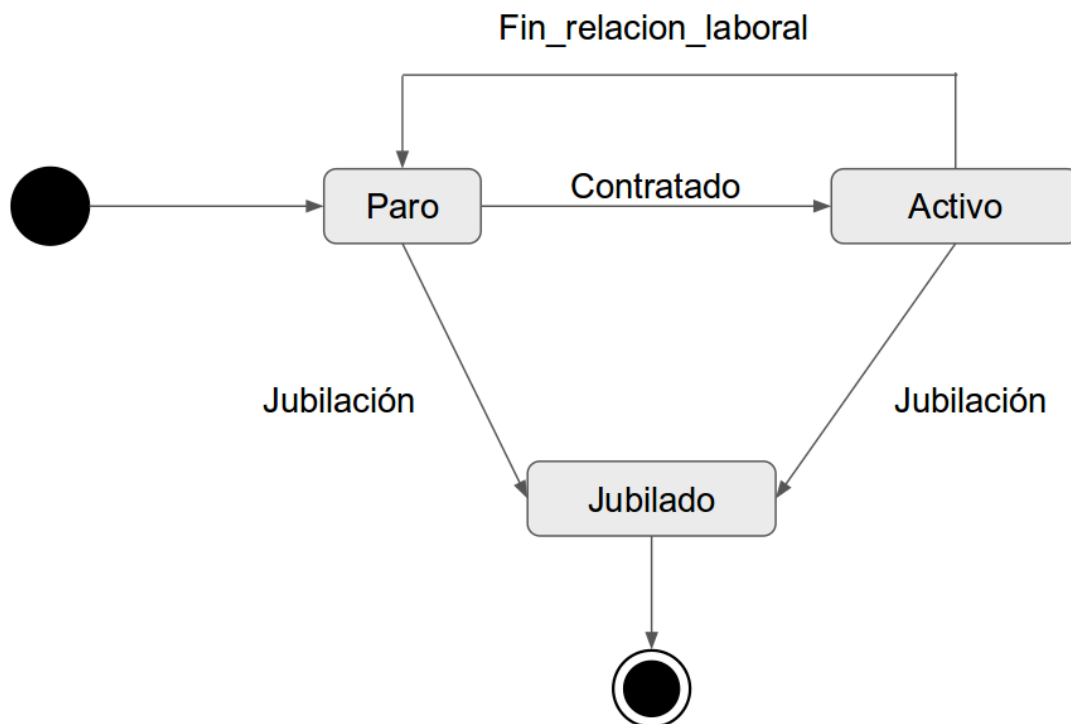 Fin_relacion_laboral
Paro
Contratado
Activo
Jubilación
Jubilación
Jubilado